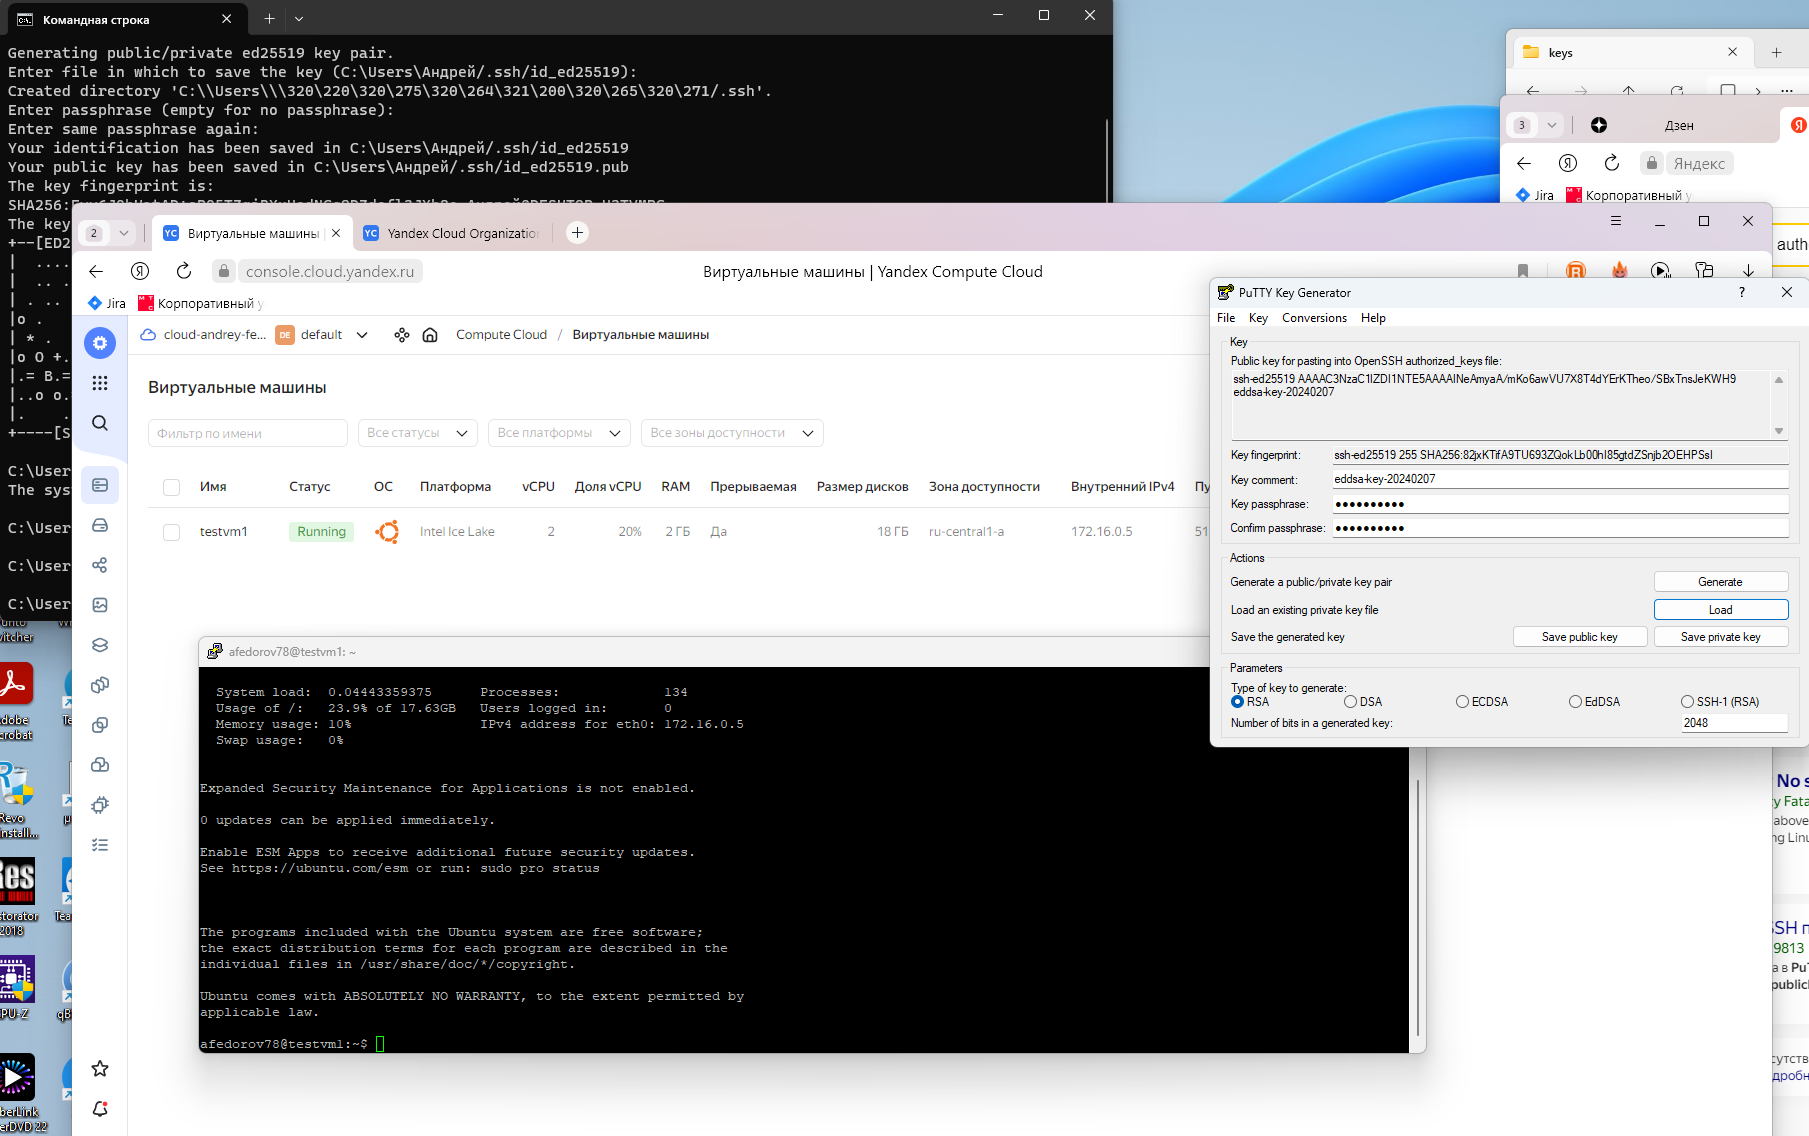 Командная строка
Generating public/private ed25519 key pair.
Enter file in which to save the key (C:\Users\Андрей/.ssh/id_ed25519):
Created directory 'C:\\Users\\\320\220\320\275\320\264\321\200\320\265\320\271/.ssh'.
Enter passphrase (empty for no passphrase):
Enter same passphrase again:
Your identification has been saved in C:\Users\Андрей/.ssh/id_ed25519
Your public key has been saved in C:\Users\Андрей/.ssh/id_ed25519.pub
The key fingerprint is:
The key
+--[ED2
| ....
| .. .
| . ..
|o .
| * .
|o O +.
|.= B.=
|..o o.
|. .
+----[S
C:\User
The sys
C:\User
C:\User
C:\User
keys
3
Дзен
Яндекс
Jira
Корпоративный у
2
Виртуальные машины
Yandex Cloud Organizatio
console.cloud.yandex.ru
Виртуальные машины | Yandex Compute Cloud
Jira
Корпоративный у
cloud-andrey-fe...
DE
default
Compute Cloud / Виртуальные машины
Виртуальные машины
Фильтр по имени
Все статусы
Все платформы
Все зоны доступности
Имя Статус ОС Платформа vCPU Доля vCPU RAM Прерываемая Размер дисков Зона доступности Внутренний IPv4 Пу
testvm1 Running Intel Ice Lake 2 20% 2 ГБ Да 18 ГБ ru-central1-a 172.16.0.5 51
PuTTY Key Generator
File Key Conversions Help
Key
Public key for pasting into OpenSSH authorized_keys file:
ssh-ed25519 AAAAC3NzaC1lZDI1NTE5AAAAINeAmyaA/mKo6awVU7X8T4dYErKTheo/SBxTnsJeKWH9
eddsa-key-20240207
Key fingerprint: ssh-ed25519 255 SHA256:82jxKTifA9TU693ZQokLb00hl85gtdZSnjb2OEHPSsI
Key comment: eddsa-key-20240207
Key passphrase: ••••••••••
Confirm passphrase: ••••••••••
Actions
Generate a public/private key pair Generate
Load an existing private key file Load
Save the generated key Save public key Save private key
Parameters
Type of key to generate:
RSA DSA ECDSA EdDSA SSH-1 (RSA)
Number of bits in a generated key: 2048
afedorov78@testvm1: ~
System load: 0.04443359375 Processes: 134
Usage of /: 23.9% of 17.63GB Users logged in: 0
Memory usage: 10% IPv4 address for eth0: 172.16.0.5
Swap usage: 0%
Expanded Security Maintenance for Applications is not enabled.
0 updates can be applied immediately.
Enable ESM Apps to receive additional future security updates.
See https://ubuntu.com/esm or run: sudo pro status
The programs included with the Ubuntu system are free software;
the exact distribution terms for each program are described in the
individual files in /usr/share/doc/*/copyright.
Ubuntu comes with ABSOLUTELY NO WARRANTY, to the extent permitted by
applicable law.
afedorov78@testvm1:~$
witcher
dobe
crobat
Revo
nstall...
storator
2018
Tea
PU-Z
qB
berLink
erDVD 22
auth
No s
y Fata
above
ng Linu
SSH п
9813
а в PuT
public
сутств
дробн